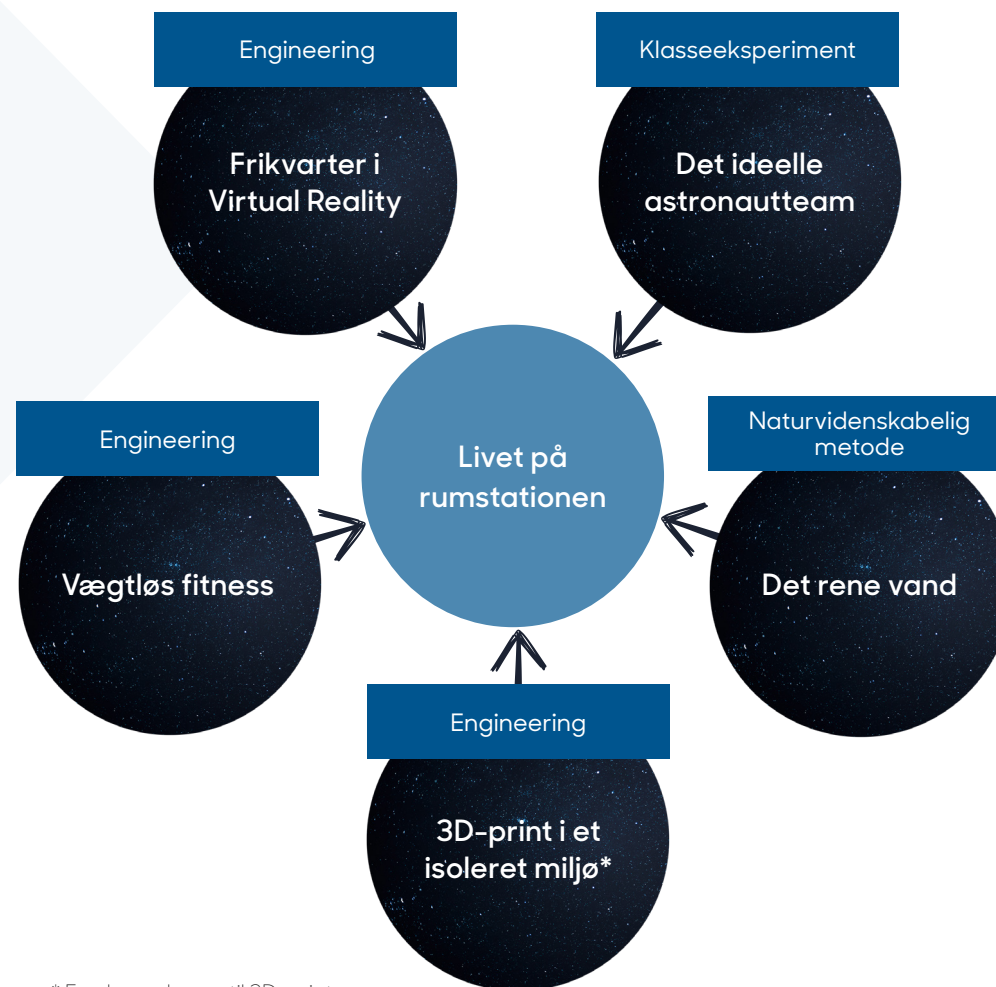 Engineering
Frikvarter i
Virtual Reality
Klasseeksperiment
Det ideelle
astronautteam
Engineering
Vægtløs fitness
Livet på
rumstationen
Naturvidenskabelig
metode
Det rene vand
Engineering
3D-print i et
isoleret miljø*